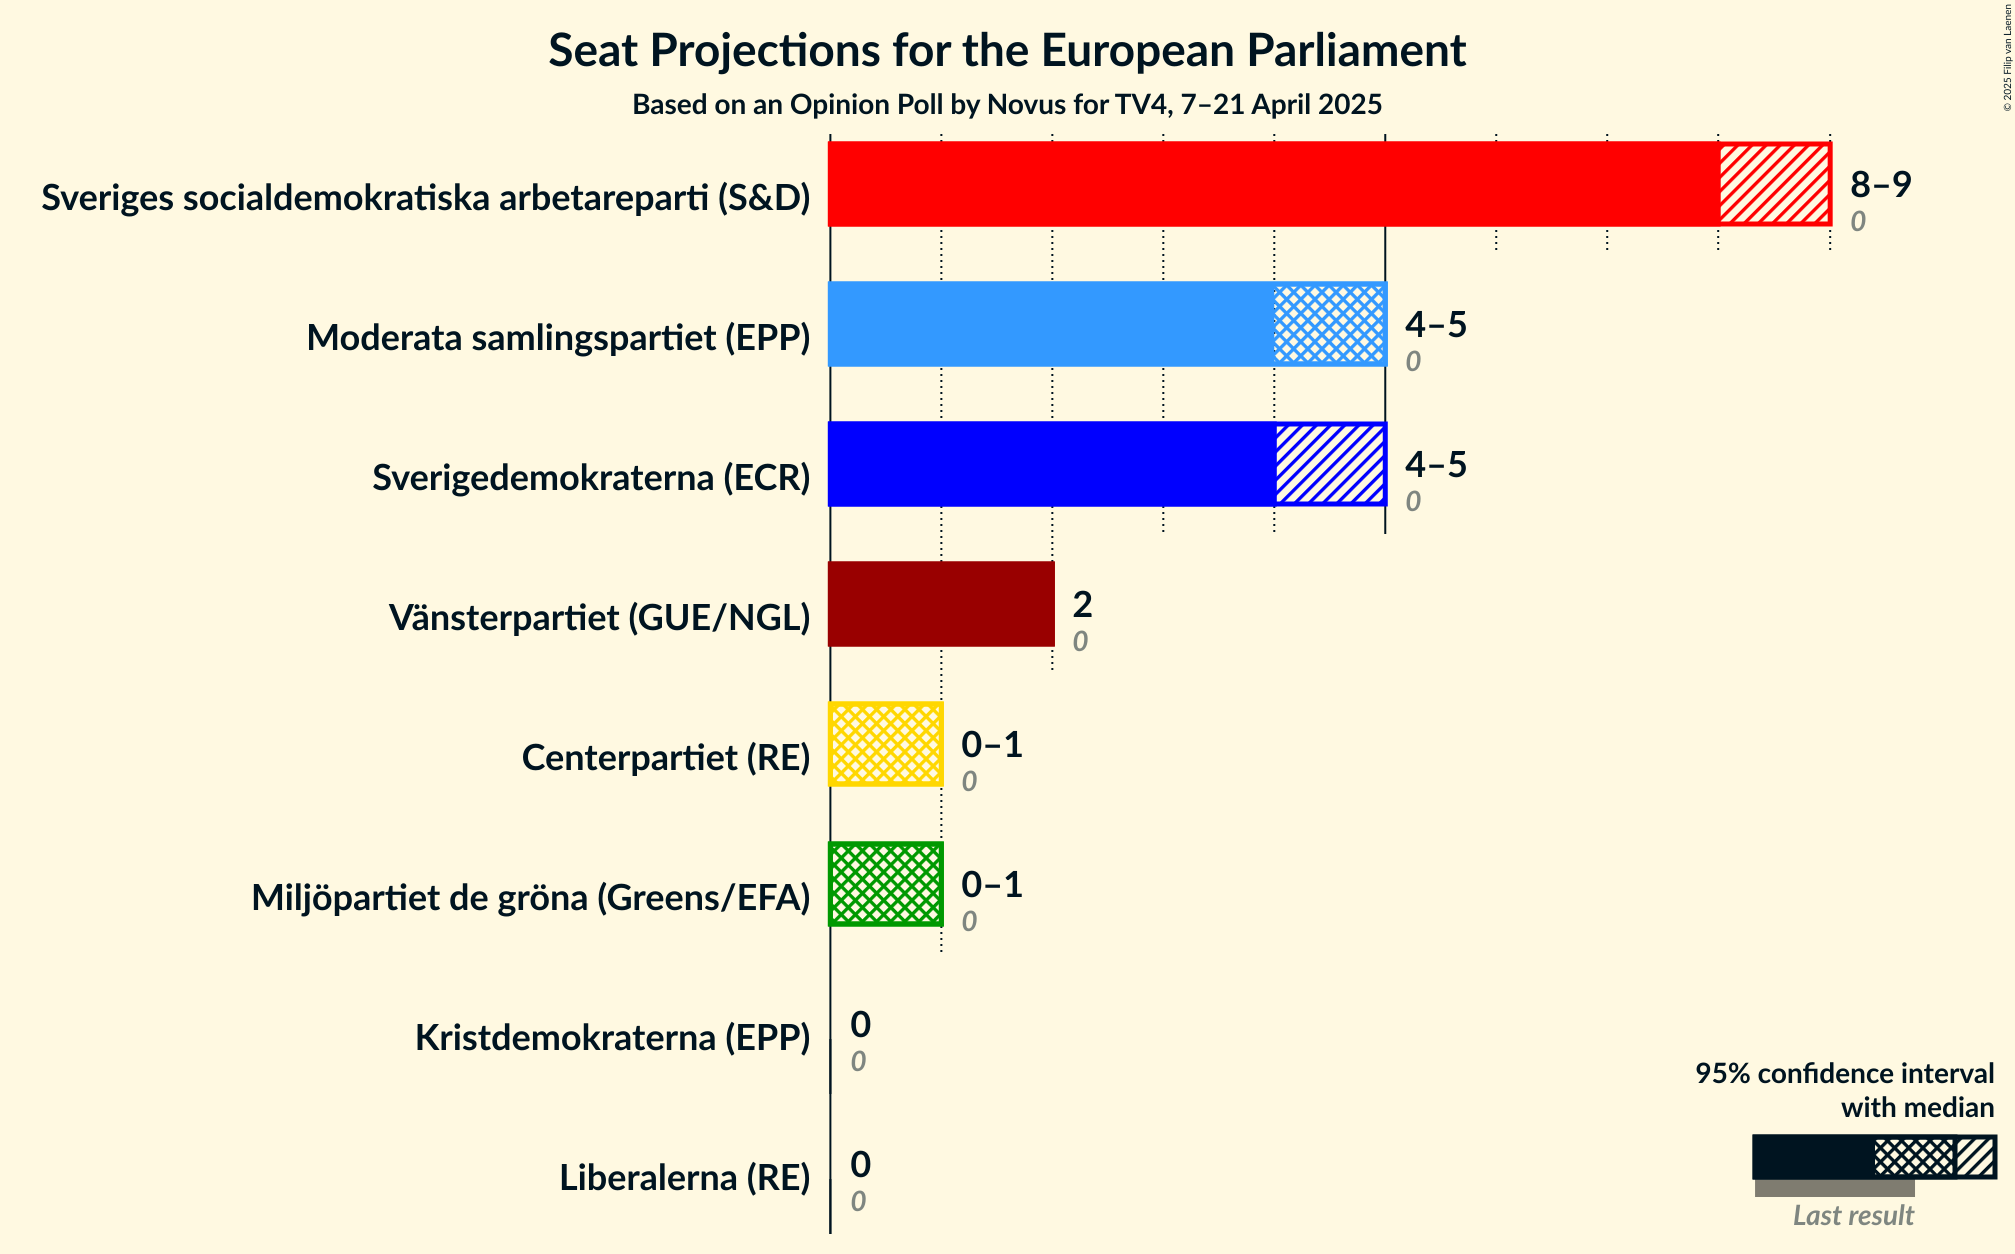 Seat Projections for the European Parliament
Based on an Opinion Poll by Novus for TV4, 7–21 April 2025
© 2025 Filip van Laenen
Sveriges socialdemokratiska arbetareparti (S&D)
8–9
0
Moderata samlingspartiet (EPP)
4–5
0
Sverigedemokraterna (ECR)
4–5
0
Vänsterpartiet (GUE/NGL)
2
0
Centerpartiet (RE)
0–1
0
Miljöpartiet de gröna (Greens/EFA)
0–1
0
Kristdemokraterna (EPP)
0
0
Liberalerna (RE)
0
0
95% confidence interval
with median
Last result